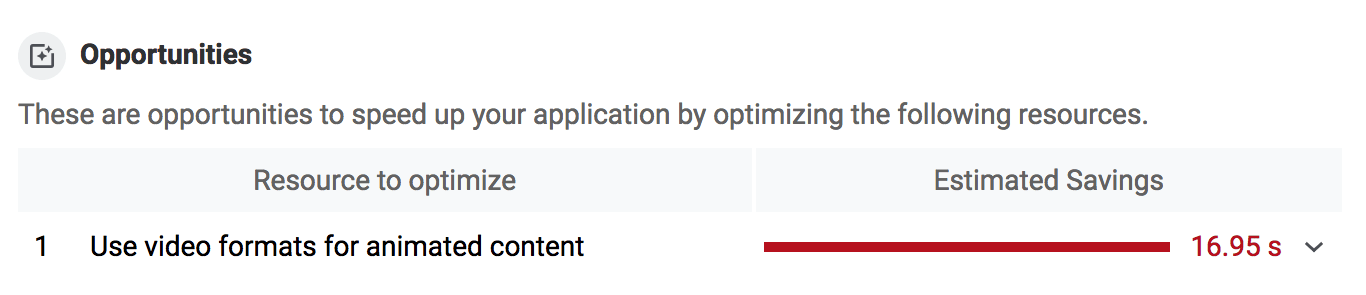 Opportunities
These are opportunities to speed up your application by optimizing the following resources.
Resource to optimize Estimated Savings
1 Use video formats for animated content 16.95 s